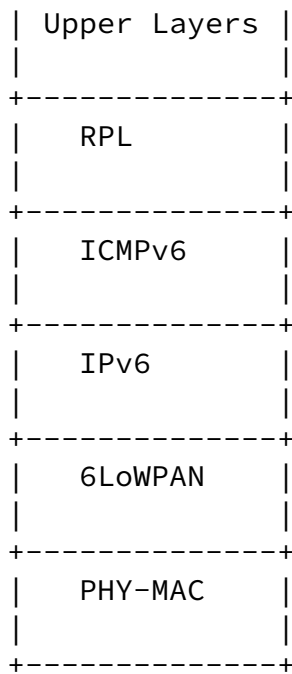 | Upper Layers |
|              |
+--------------+
|   RPL        |
|              |
+--------------+
|   ICMPv6     |
|              |
+--------------+
|   IPv6       |
|              |
+--------------+
|   6LoWPAN    |
|              |
+--------------+
|   PHY-MAC    |
|              |
+--------------+